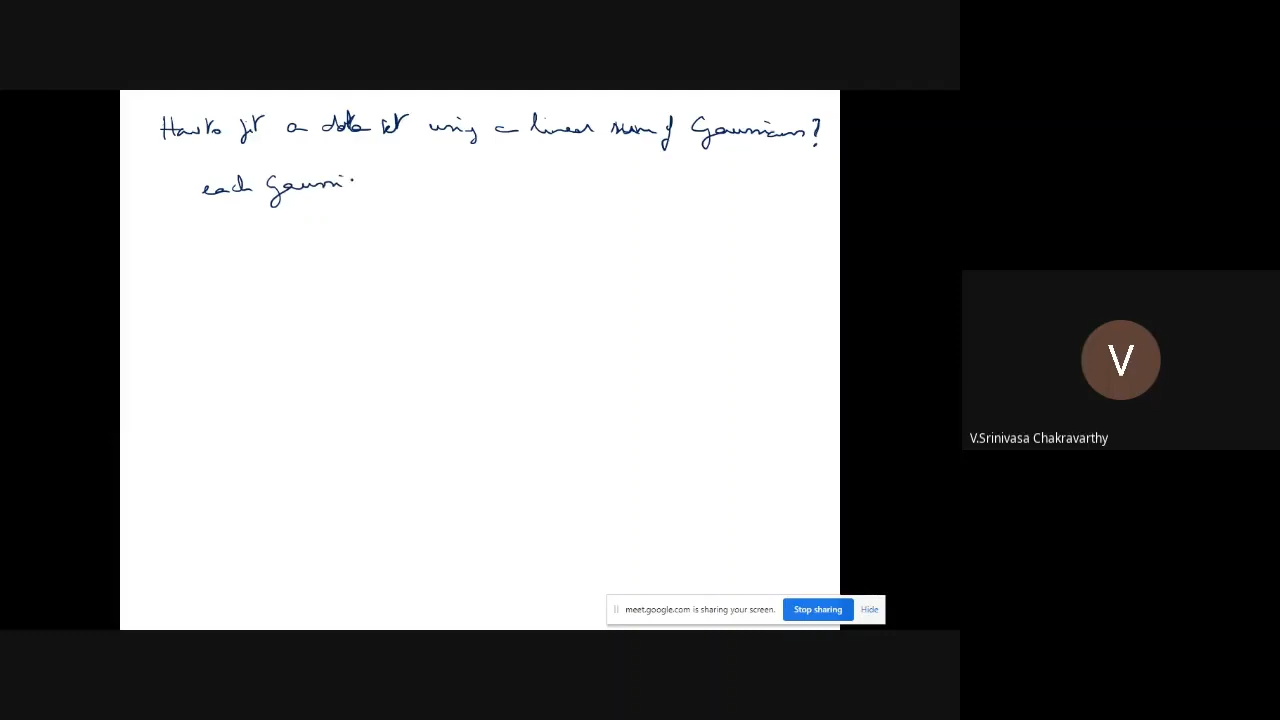 How to fit a data set using a linear sum of Gaussians?
each Gaussi
V
V.Srinivasa Chakravarthy
meet.google.com is sharing your screen. Stop sharing Hide